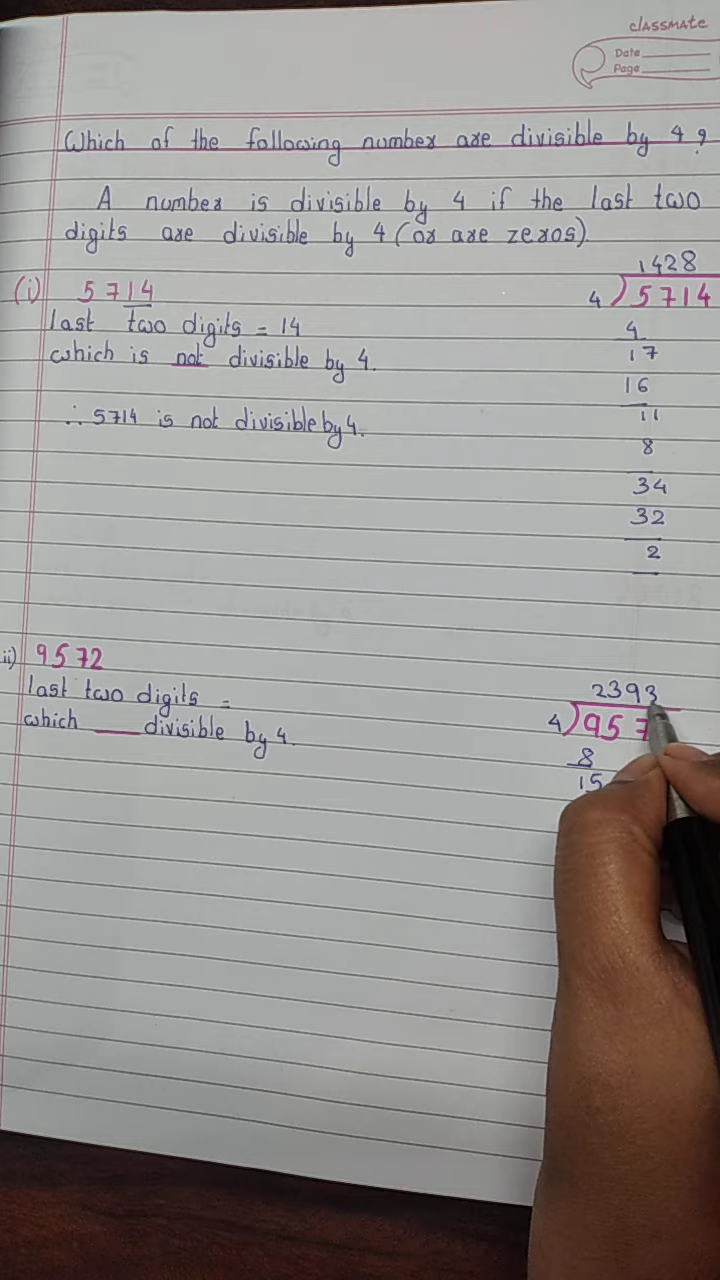 classmate
Date
Page
Which of the following number are divisible by 4?
A number is divisible by 4 if the last two
digits are divisible by 4 (or are zeros).
(i) 5714
last two digits = 14
which is not divisible by 4.
∴ 5714 is not divisible by 4.
1428
4)5714
4
17
16
11
8
34
32
2
ii) 9572
last two digits =
which ___ divisible by 4.
2393
4)957
8
15